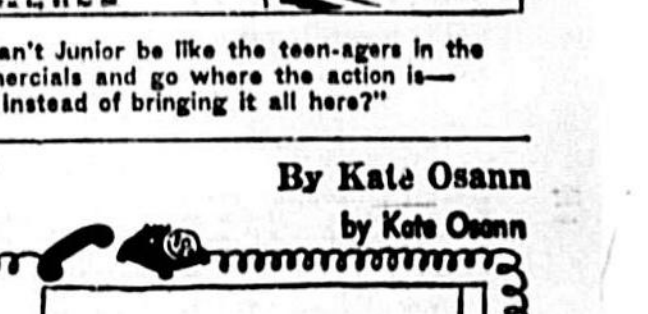 an't Junior be like the teen-agers in the
ercials and go where the action is—
instead of bringing it all here?"
By Kate Osann
by Kate Osann